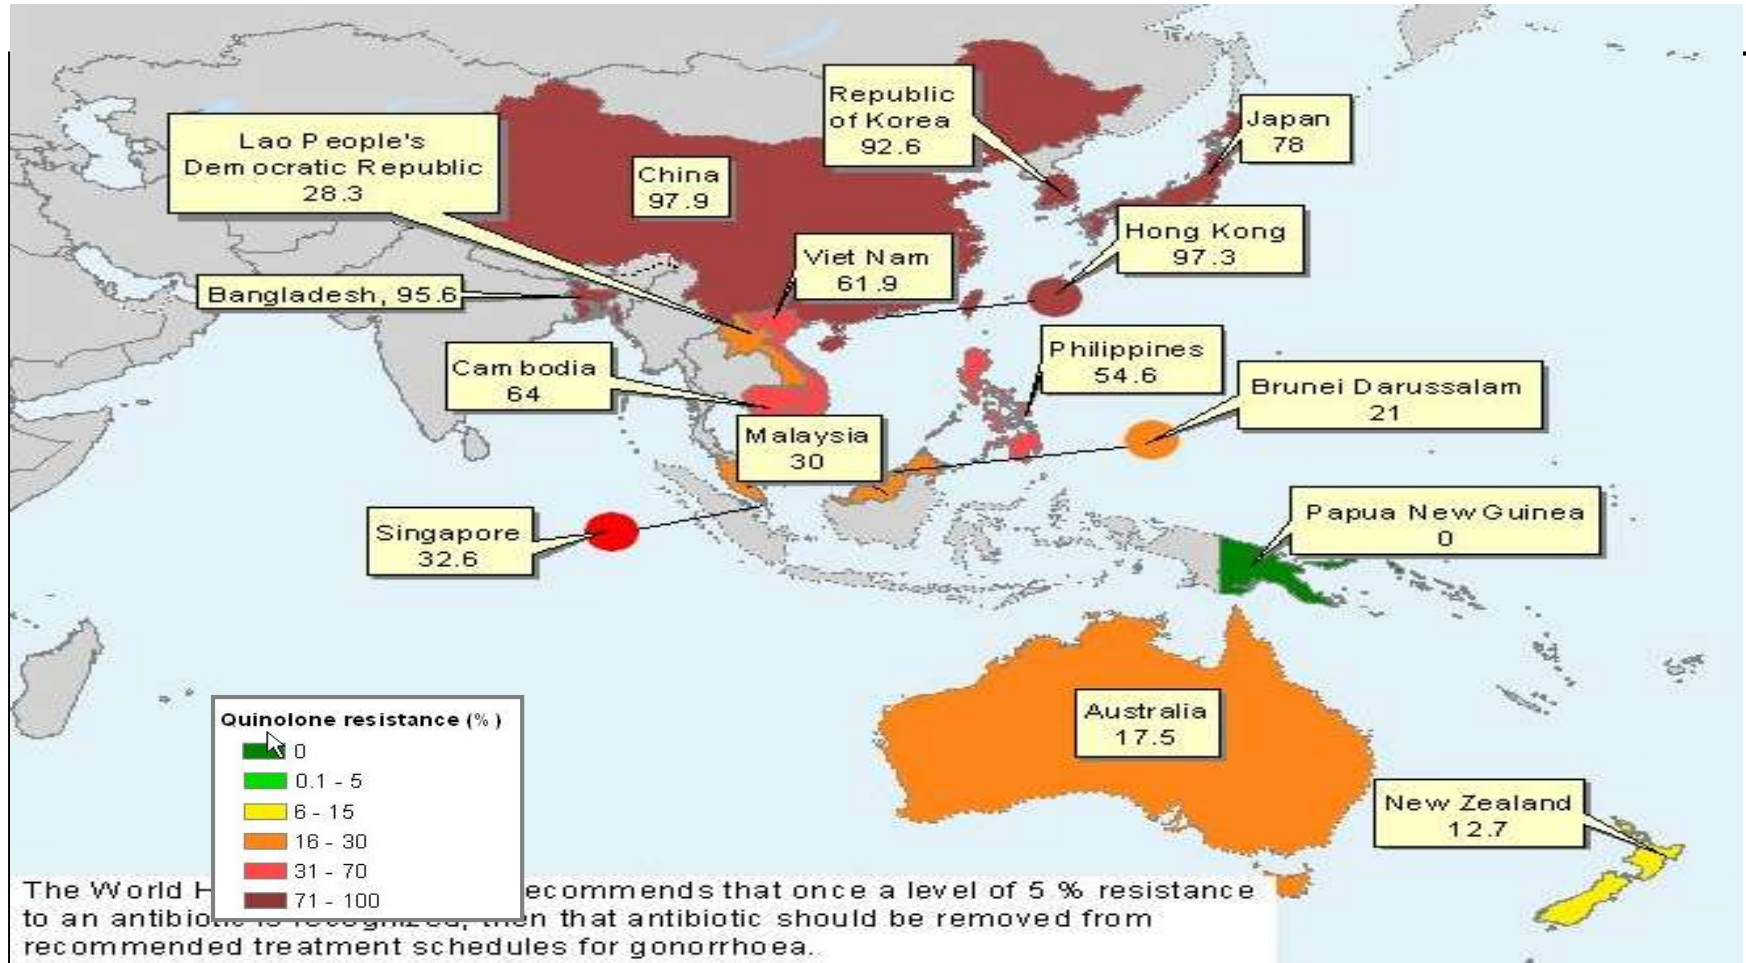 Republic
of Korea
92.6
Japan
78
Lao People's
Democratic Republic
28.3
China
97.9
Hong Kong
97.3
Viet Nam
61.9
Bangladesh, 95.6
Philippines
54.6
Cambodia
64
Brunei Darussalam
21
Malaysia
30
Papua New Guinea
0
Singapore
32.6
Australia
17.5
New Zealand
12.7
Quinolone resistance (%)
0
0.1 - 5
6 - 15
16 - 30
31 - 70
71 - 100
The World ecommends that once a level of 5 % resistance
to an that antibiotic should be removed from
recommended treatment schedules for gonorrhoea.